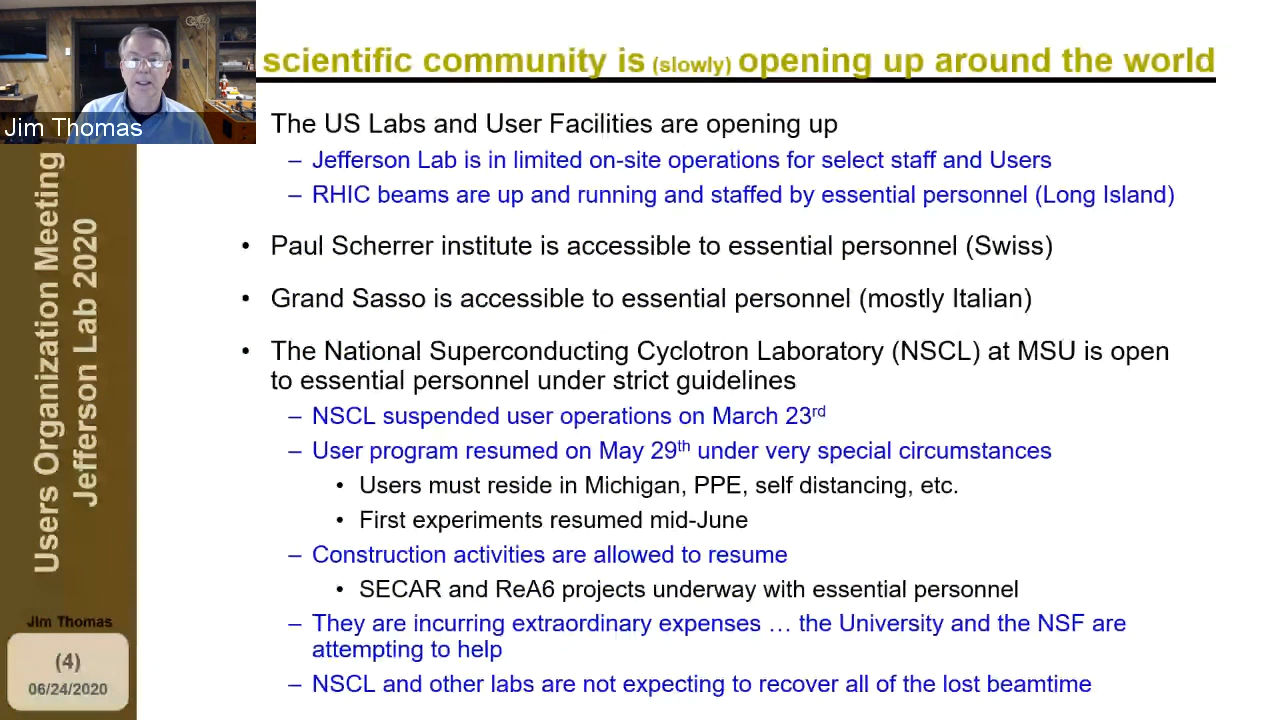 scientific community is (slowly) opening up around the world
Jim Thomas
The US Labs and User Facilities are opening up
– Jefferson Lab is in limited on-site operations for select staff and Users
– RHIC beams are up and running and staffed by essential personnel (Long Island)
• Paul Scherrer institute is accessible to essential personnel (Swiss)
• Grand Sasso is accessible to essential personnel (mostly Italian)
• The National Superconducting Cyclotron Laboratory (NSCL) at MSU is open
to essential personnel under strict guidelines
– NSCL suspended user operations on March 23rd
– User program resumed on May 29th under very special circumstances
• Users must reside in Michigan, PPE, self distancing, etc.
• First experiments resumed mid-June
– Construction activities are allowed to resume
• SECAR and ReA6 projects underway with essential personnel
– They are incurring extraordinary expenses … the University and the NSF are
attempting to help
– NSCL and other labs are not expecting to recover all of the lost beamtime
Users Organization Meeting
Jefferson Lab 2020
Jim Thomas
(4)
06/24/2020